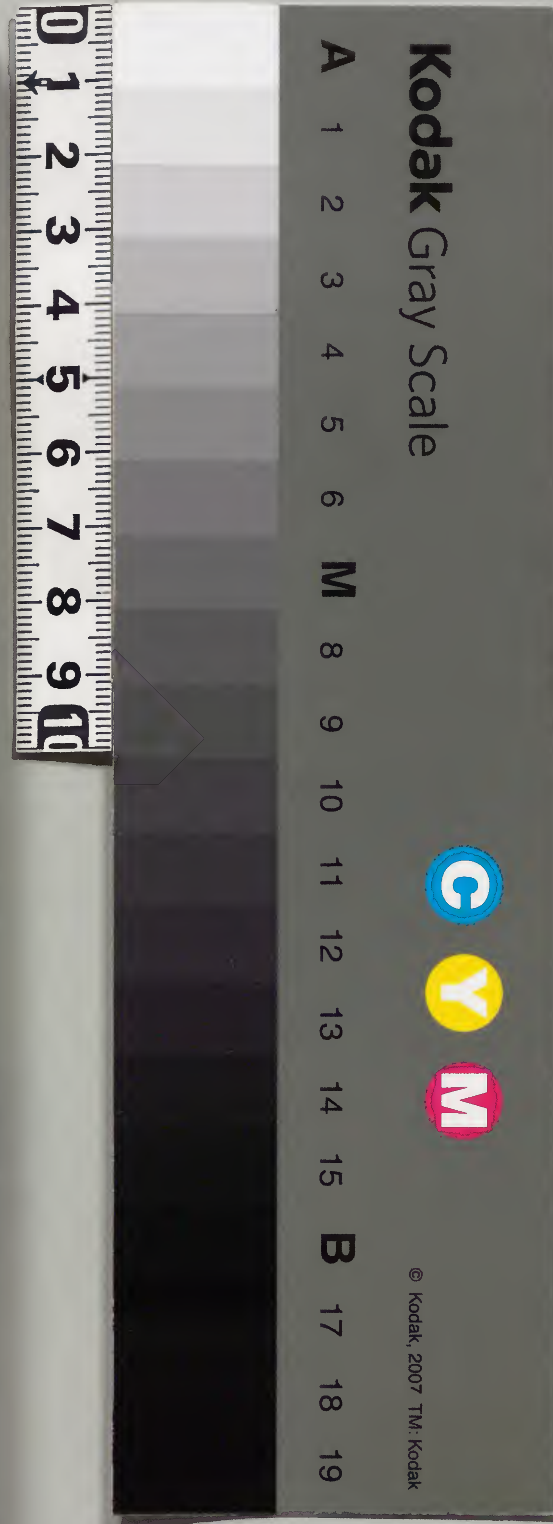 Kodak Gray Scale
C Y M
© Kodak, 2007 TM: Kodak
A 1 2 3 4 5 6 M 8 9 10 11 12 13 14 15 B 17 18 19
0 1 2 3 4 5 6 7 8 9 10